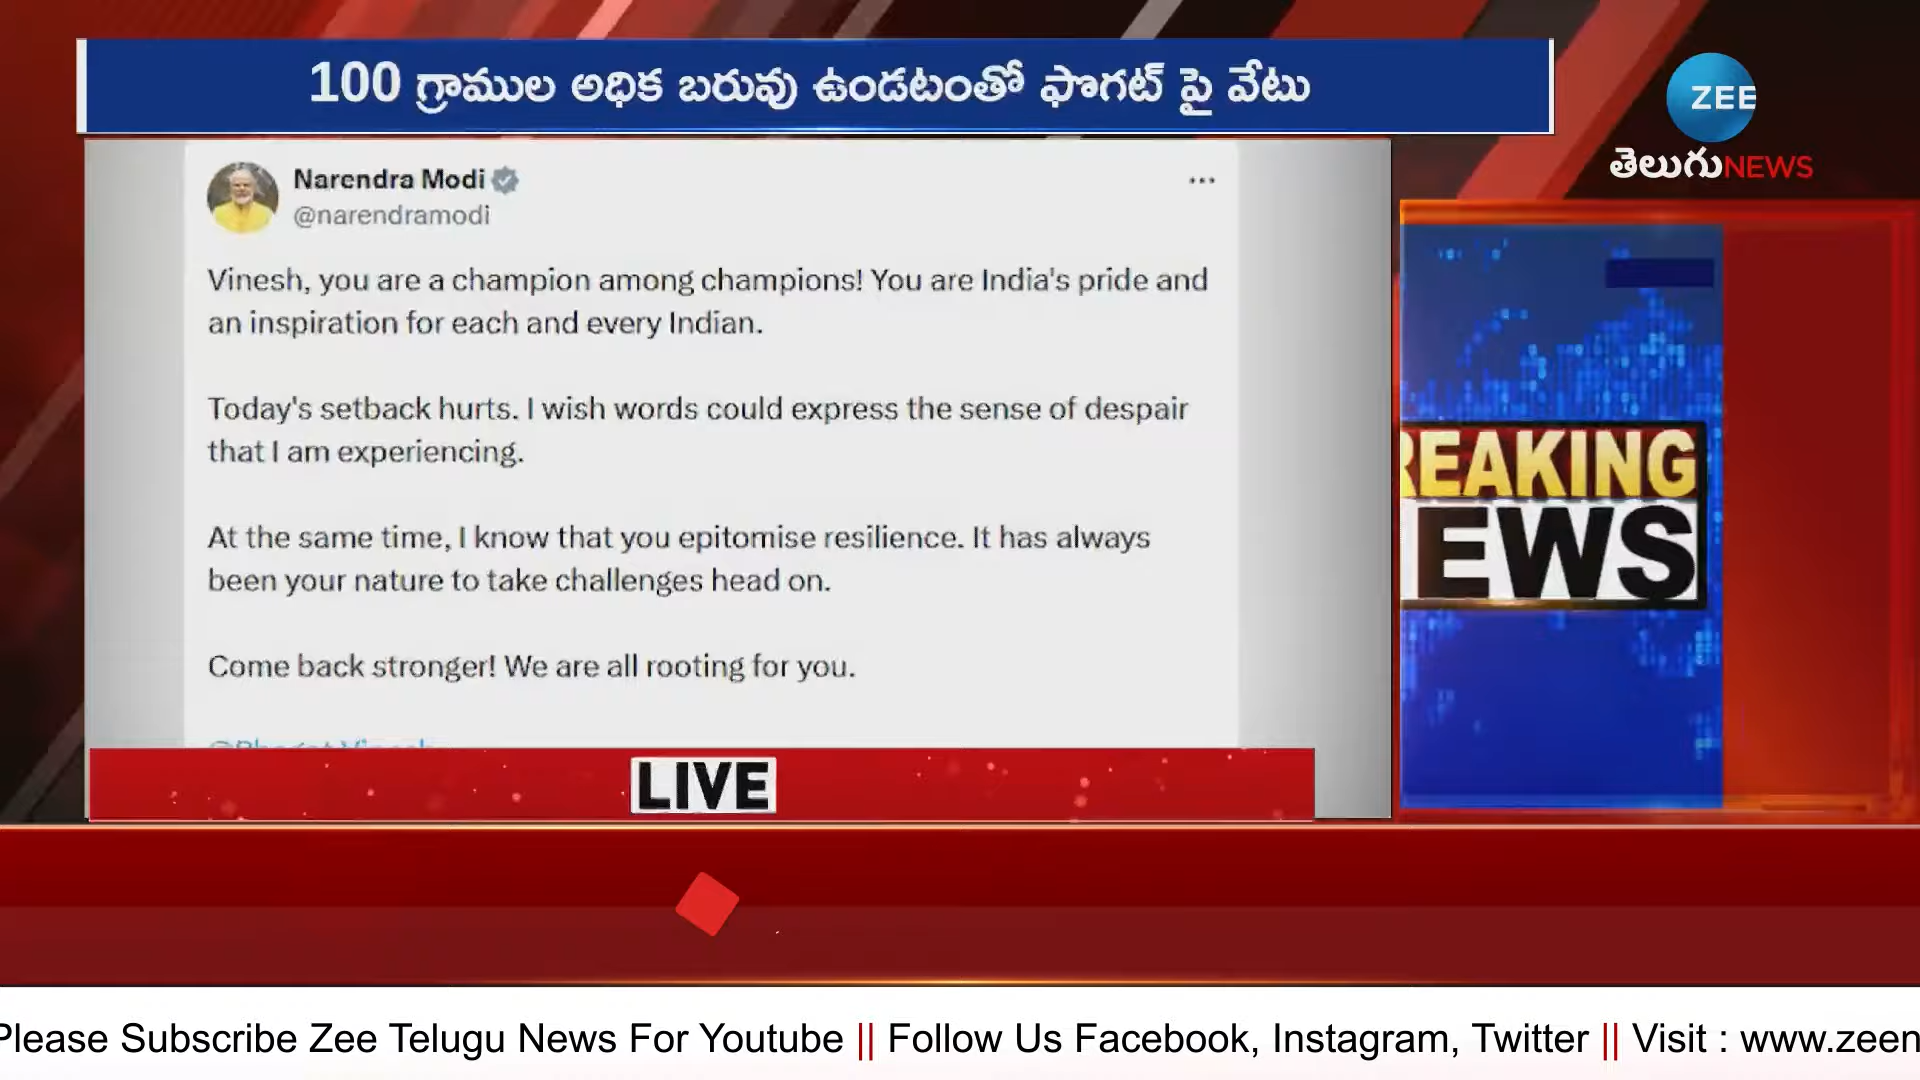 100 గ్రాముల అధిక బరువు ఉండటంతో ఫొగట్ పై వేటు
ZEE
తెలుగు NEWS
Narendra Modi
@narendramodi
Vinesh, you are a champion among champions! You are India's pride and
an inspiration for each and every Indian.
Today's setback hurts. I wish words could express the sense of despair
that I am experiencing.
At the same time, I know that you epitomise resilience. It has always
been your nature to take challenges head on.
Come back stronger! We are all rooting for you.
REAKING
EWS
LIVE
Please Subscribe Zee Telugu News For Youtube || Follow Us Facebook, Instagram, Twitter || Visit : www.zeen